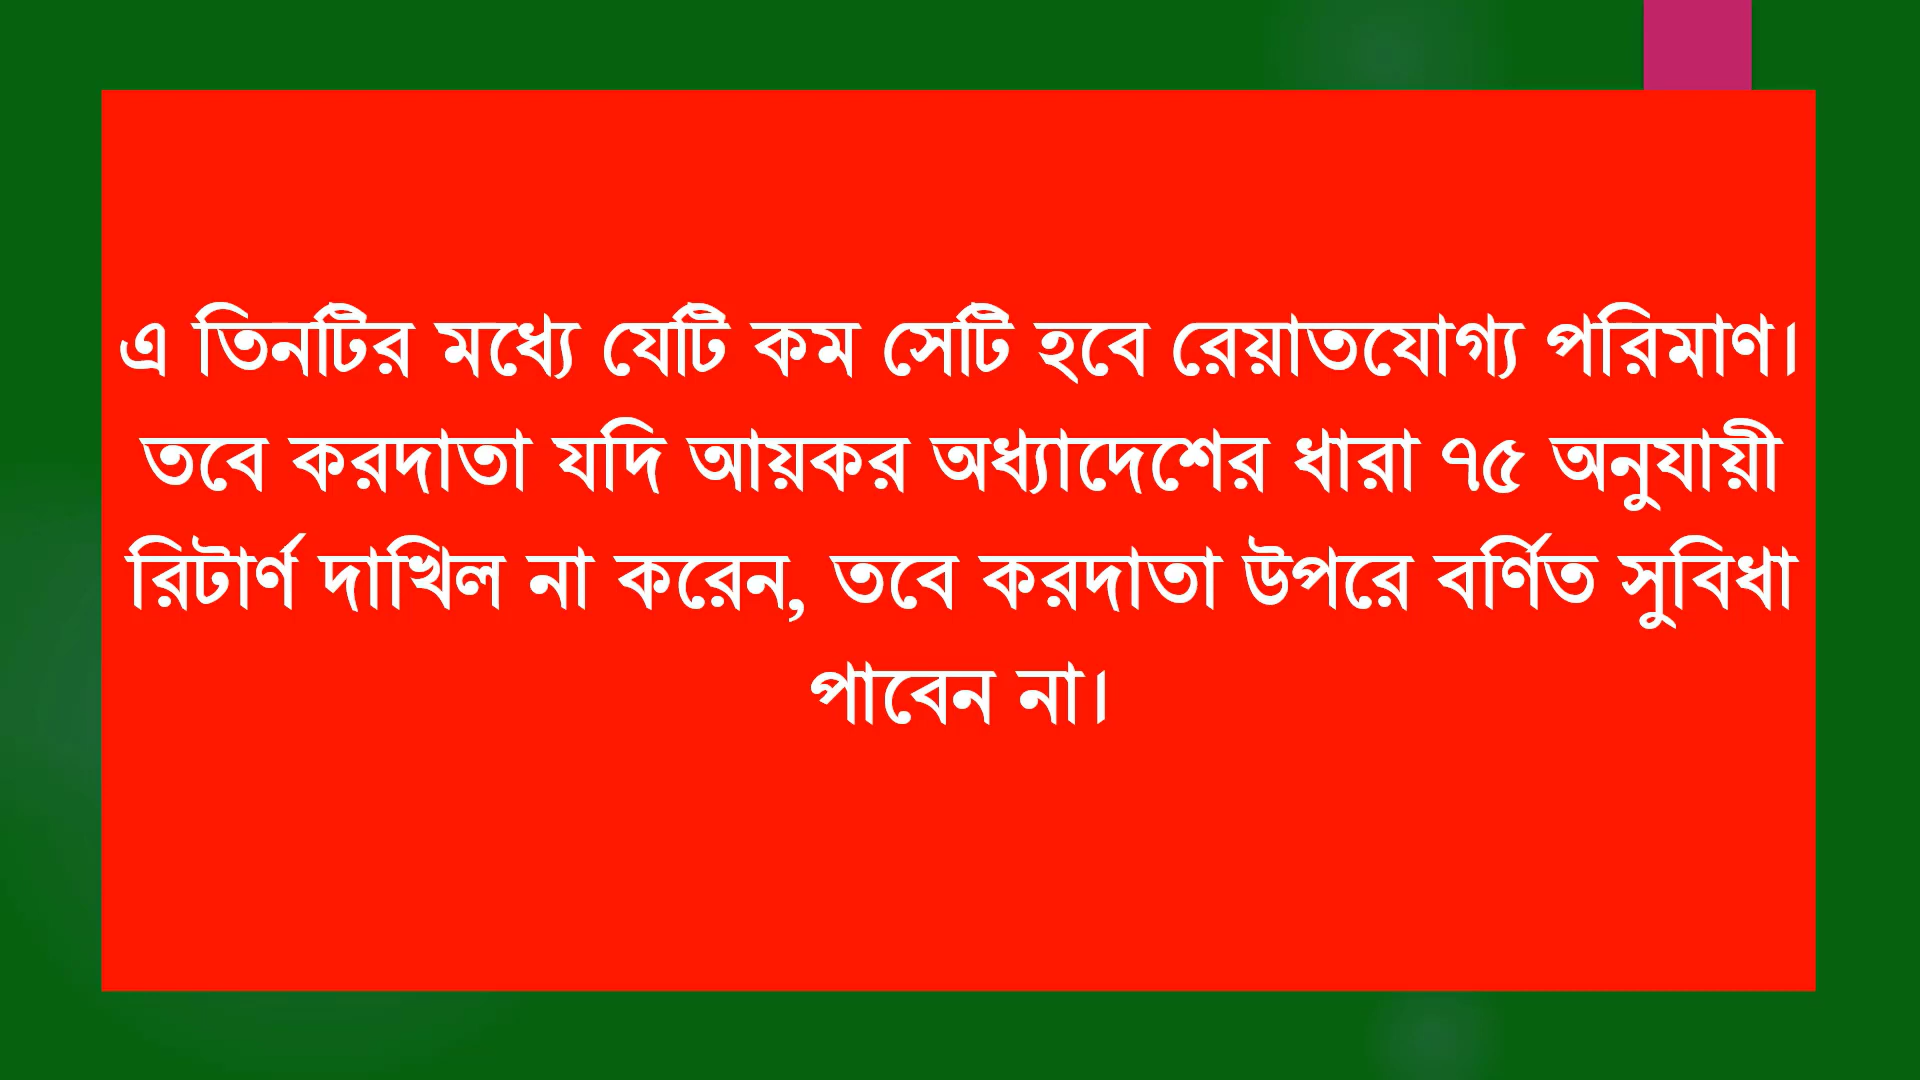 এ তিনটির মধ্যে যেটি কম সেটি হবে রেয়াতযোগ্য পরিমাণ।
তবে করদাতা যদি আয়কর অধ্যাদেশের ধারা ৭৫ অনুযায়ী
রিটার্ণ দাখিল না করেন, তবে করদাতা উপরে বর্ণিত সুবিধা
পাবেন না।